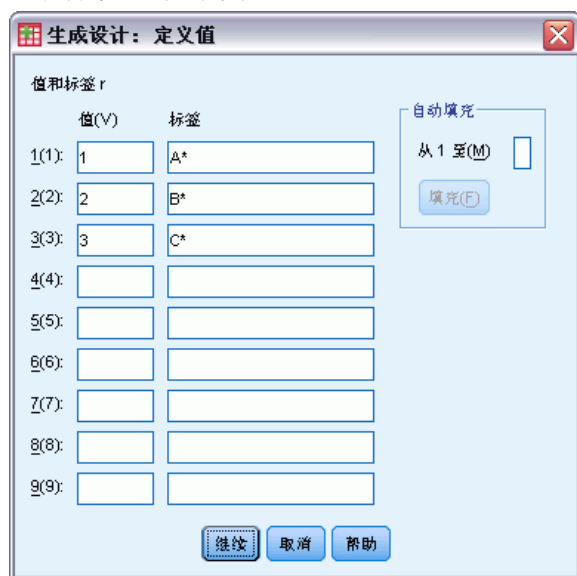 生成设计：定义值
值和标签 r
值(V) 标签
1(1): 1 A*
2(2): 2 B*
3(3): 3 C*
4(4):
5(5):
6(6):
7(7):
8(8):
9(9):
自动填充
从 1 至(M)
填充(F)
继续 取消 帮助